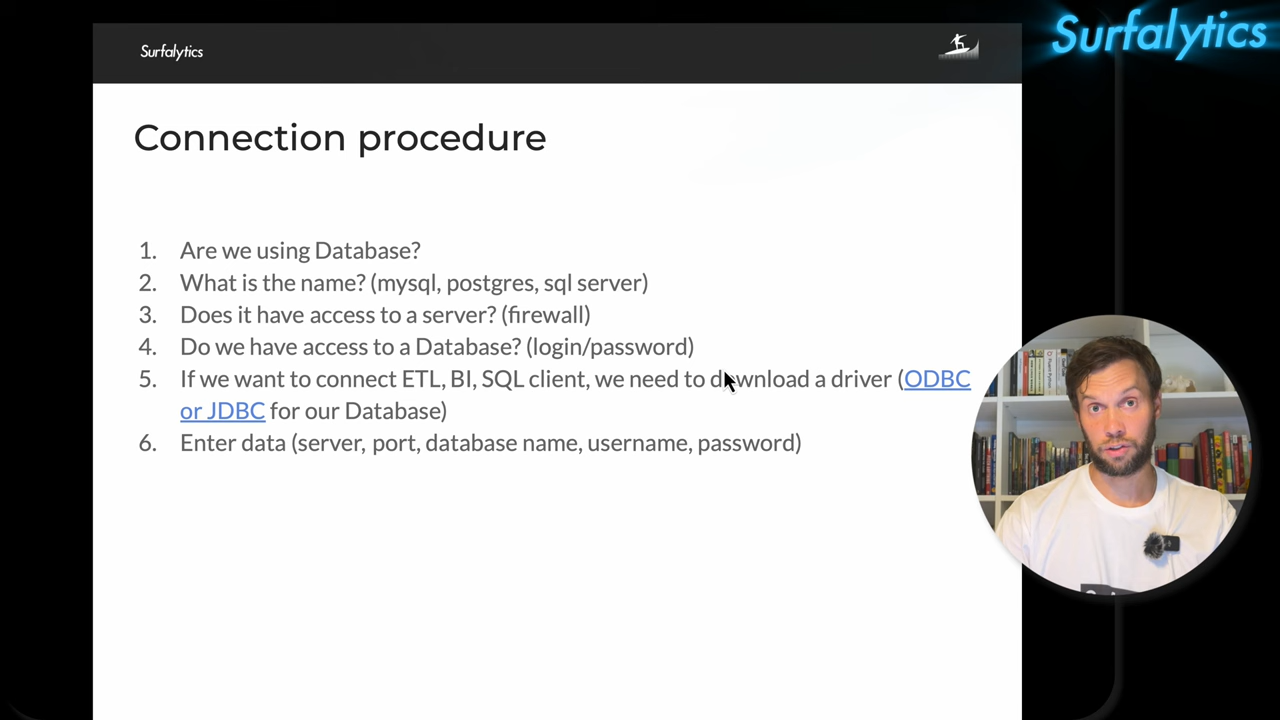 Surfalytics
Surfalytics
Connection procedure
1. Are we using Database?
2. What is the name? (mysql, postgres, sql server)
3. Does it have access to a server? (firewall)
4. Do we have access to a Database? (login/password)
5. If we want to connect ETL, BI, SQL client, we need to download a driver (ODBC
or JDBC for our Database)
6. Enter data (server, port, database name, username, password)